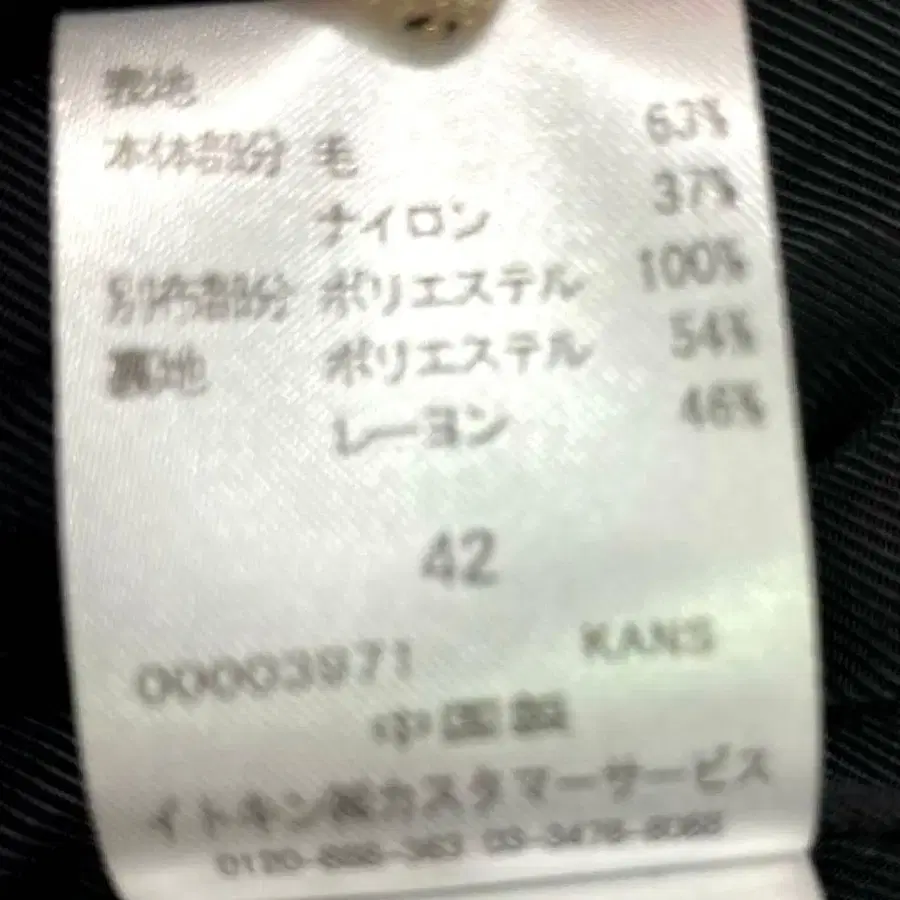 表地
本体部分 毛 63%
ナイロン 37%
別布部分 ポリエステル 100%
裏地 ポリエステル 54%
レーヨン 46%
42
00003971 KANS
中国製
イトキン㈱カスタマーサービス
0120-888-363 03-3478-8088